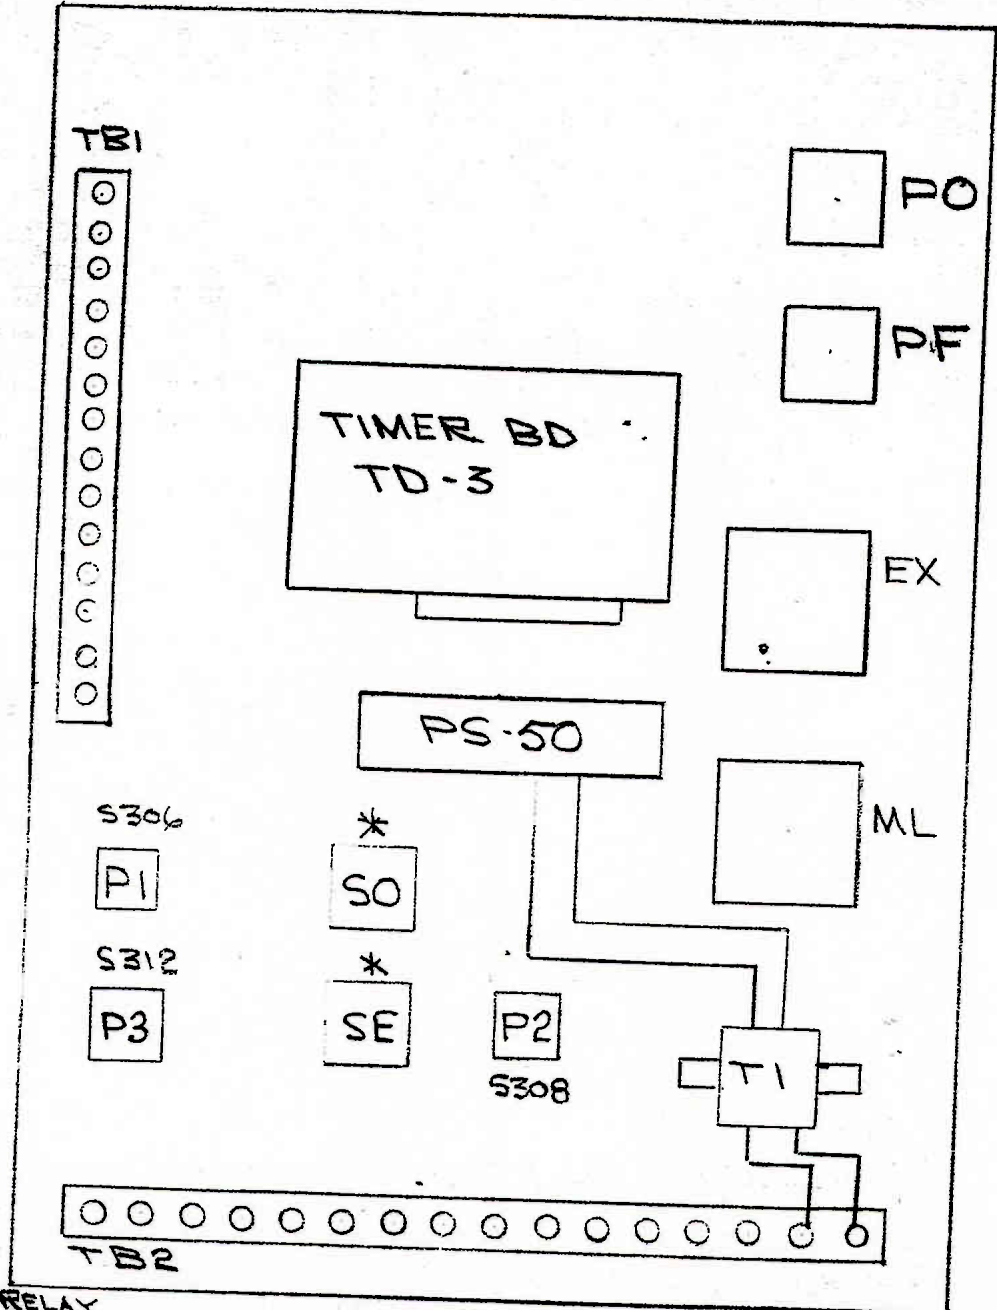 TB1
PO
PF
TIMER BD
TD-3
EX
PS-50
ML
S306
*
P1
SO
S312
*
P3
SE
P2
S308
T1
TB2
RELAY